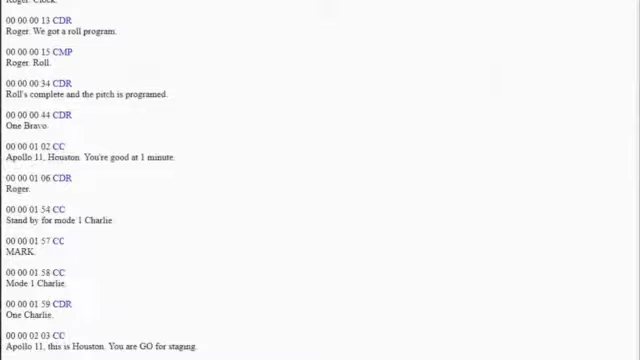 Roger. Clock.
00 00 00 13 CDR
Roger. We got a roll program.
00 00 00 15 CMP
Roger. Roll.
00 00 00 34 CDR
Roll's complete and the pitch is programed.
00 00 00 44 CDR
One Bravo.
00 00 01 02 CC
Apollo 11, Houston. You're good at 1 minute.
00 00 01 06 CDR
Roger.
00 00 01 54 CC
Stand by for mode 1 Charlie
00 00 01 57 CC
MARK.
00 00 01 58 CC
Mode 1 Charlie.
00 00 01 59 CDR
One Charlie.
00 00 02 03 CC
Apollo 11, this is Houston. You are GO for staging.